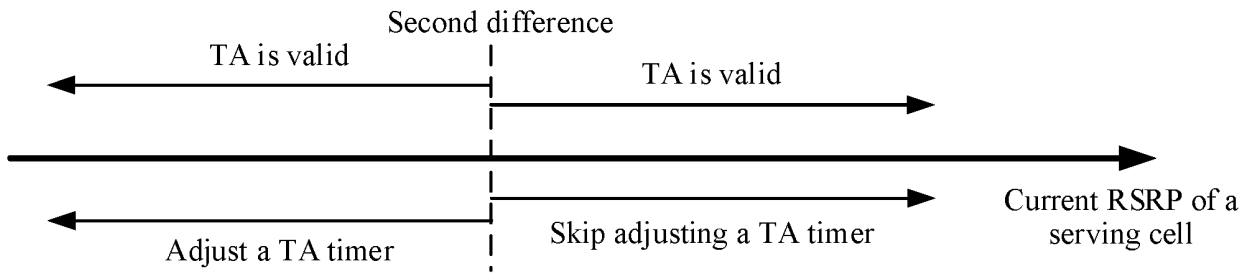 Second difference
TA is valid
TA is valid
Adjust a TA timer
Skip adjusting a TA timer
Current RSRP of a
serving cell